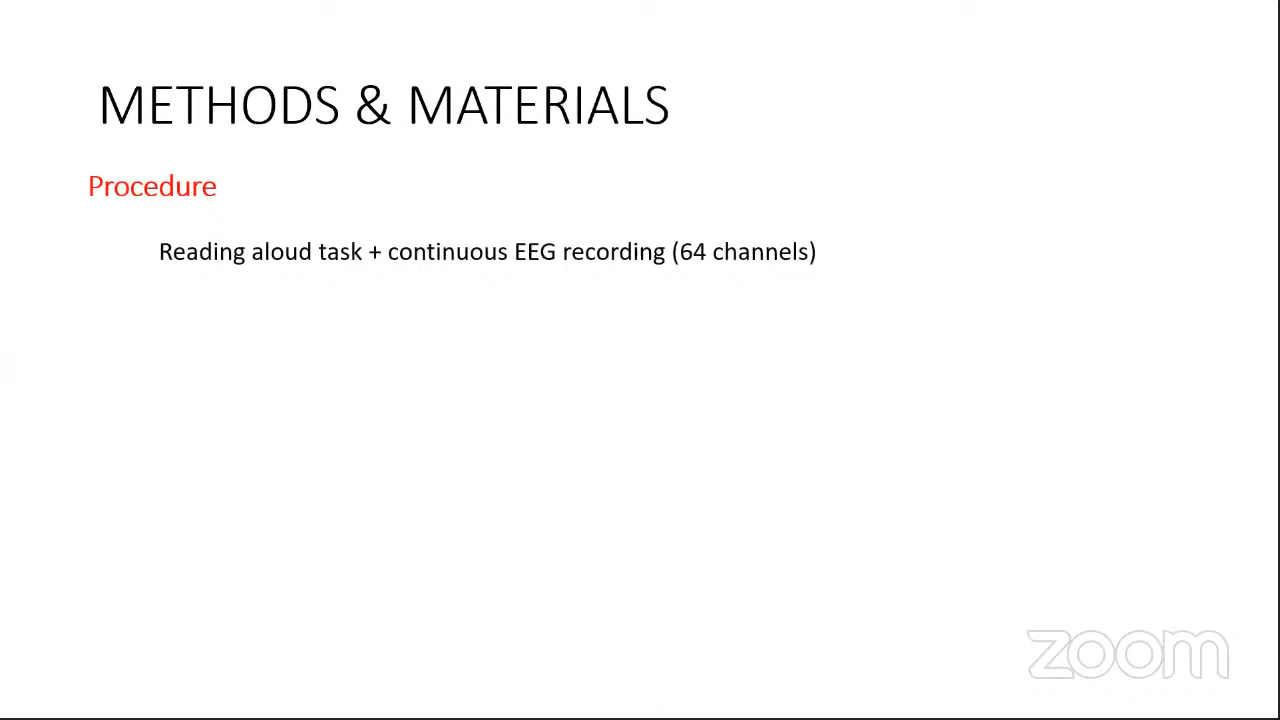 METHODS & MATERIALS
Procedure
Reading aloud task + continuous EEG recording (64 channels)
zoom